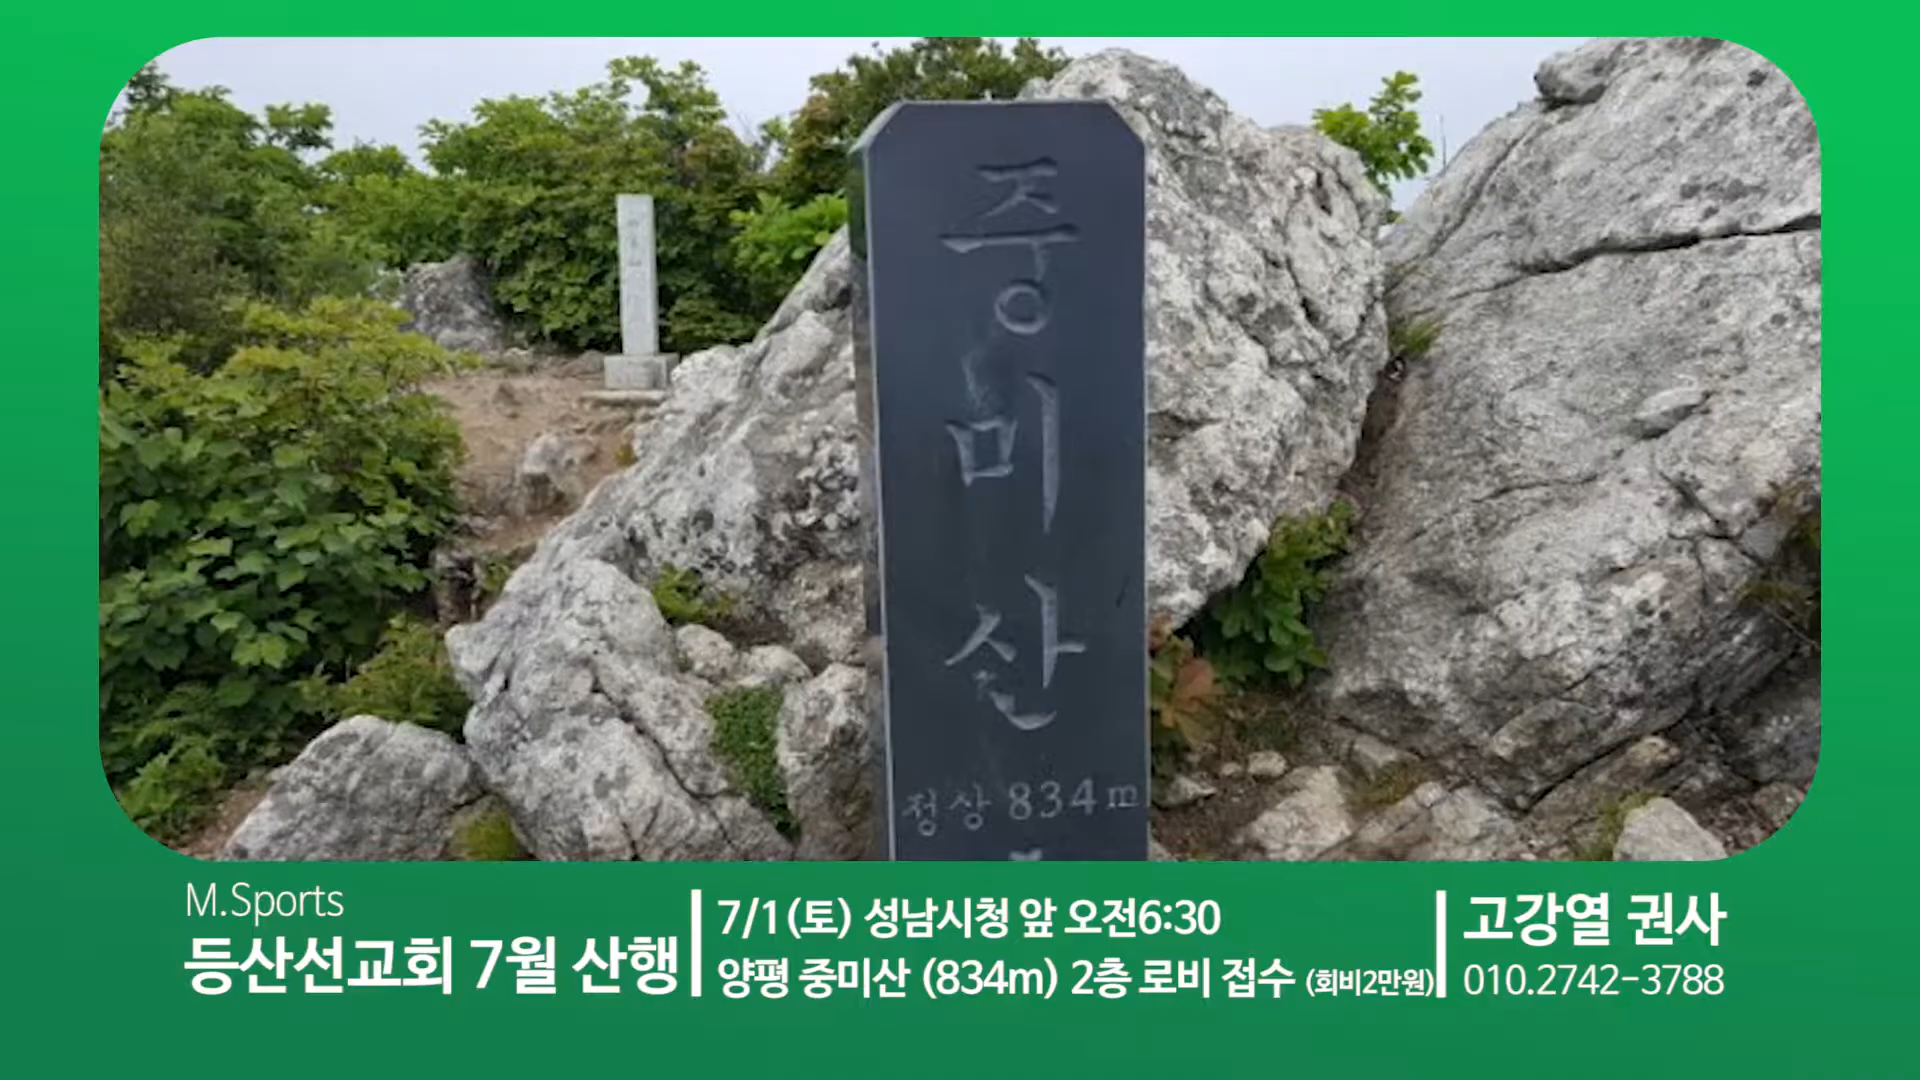 중
미
산
정상 834m
M.Sports
등산선교회 7월 산행
7/1(토) 성남시청 앞 오전6:30
양평 중미산 (834m) 2층 로비 접수 (회비2만원)
고강열 권사
010.2742-3788